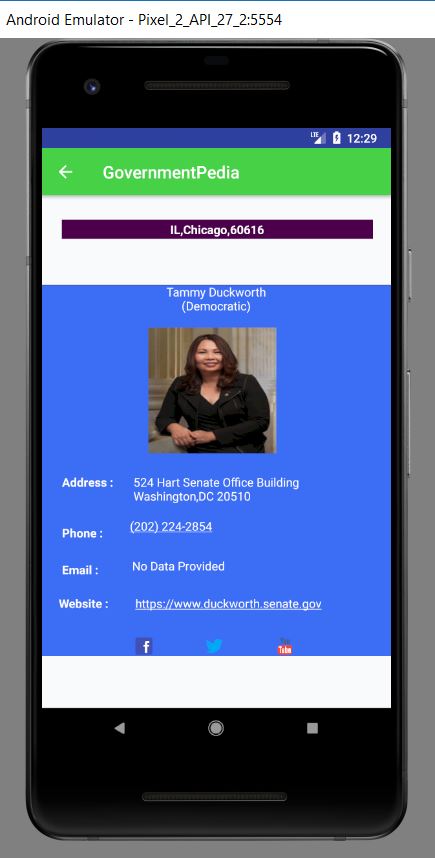 Android Emulator - Pixel_2_API_27_2:5554
LTE 12:29
GovernmentPedia
IL,Chicago,60616
Tammy Duckworth
(Democratic)
Address : 524 Hart Senate Office Building
Washington,DC 20510
Phone : (202) 224-2854
Email : No Data Provided
Website : https://www.duckworth.senate.gov
f You
Tube